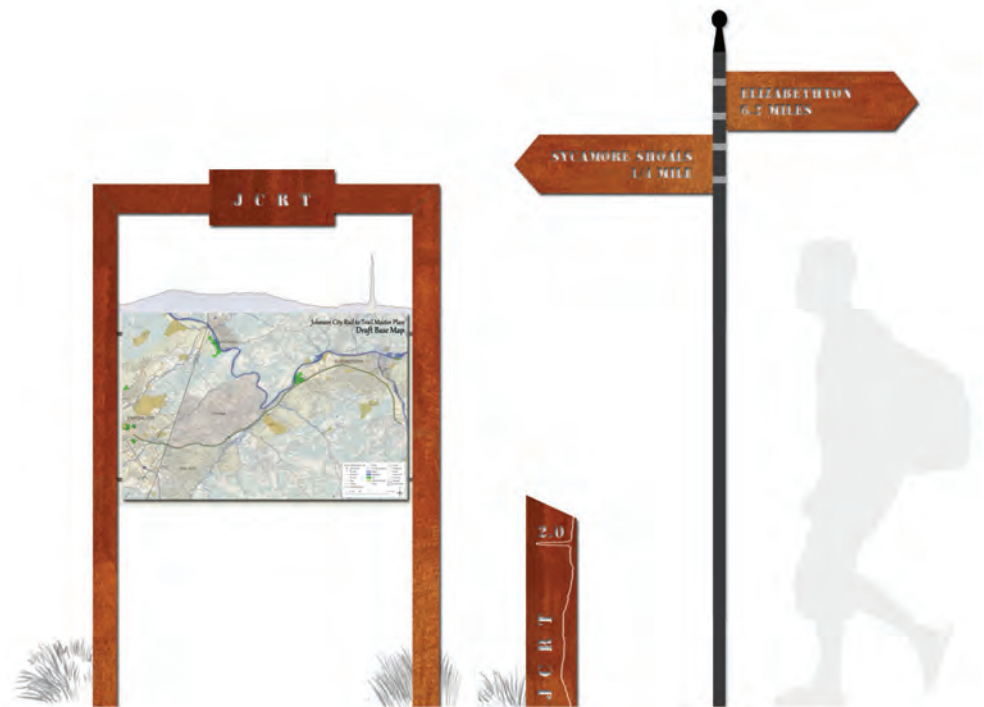 J C R T
Johnson City Rail to Trail Master Plan
Draft Base Map
ELIZABETHTON
6.7 MILES
SYCAMORE SHOALS
1/4 MILE
2.0
J C R T